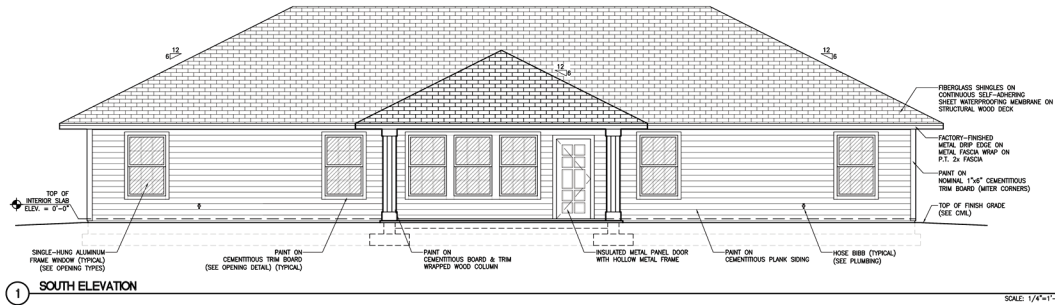 12
6
12
6
12
6
FIBERGLASS SHINGLES ON
CONTINUOUS SELF-ADHERING
SHEET WATERPROOFING MEMBRANE ON
STRUCTURAL WOOD DECK
FACTORY-FINISHED
METAL DRIP EDGE ON
METAL FASCIA WRAP ON
P.T. 2x FASCIA
PAINT ON
NOMINAL 1"x6" CEMENTITIOUS
TRIM BOARD (MITER CORNERS)
TOP OF FINISH GRADE
(SEE CIVIL)
TOP OF
INTERIOR SLAB
ELEV. = 0'-0"
SINGLE-HUNG ALUMINUM
FRAME WINDOW (TYPICAL)
(SEE OPENING TYPES)
PAINT ON
CEMENTITIOUS TRIM BOARD
(SEE OPENING DETAIL) (TYPICAL)
PAINT ON
CEMENTITIOUS BOARD & TRIM
WRAPPED WOOD COLUMN
INSULATED METAL PANEL DOOR
WITH HOLLOW METAL FRAME
PAINT ON
CEMENTITIOUS PLANK SIDING
HOSE BIBB (TYPICAL)
(SEE PLUMBING)
1 SOUTH ELEVATION
SCALE: 1/4"=1'-